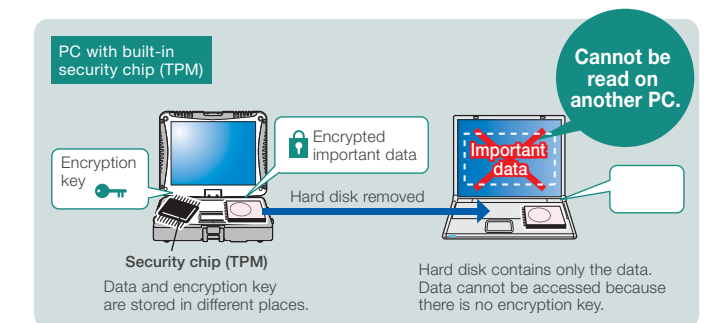 PC with built-in
security chip (TPM)
Cannot be
read on
another PC.
Encryption
key
Encrypted
important data
Important
data
Hard disk removed
Security chip (TPM)
Data and encryption key
are stored in different places.
Hard disk contains only the data.
Data cannot be accessed because
there is no encryption key.